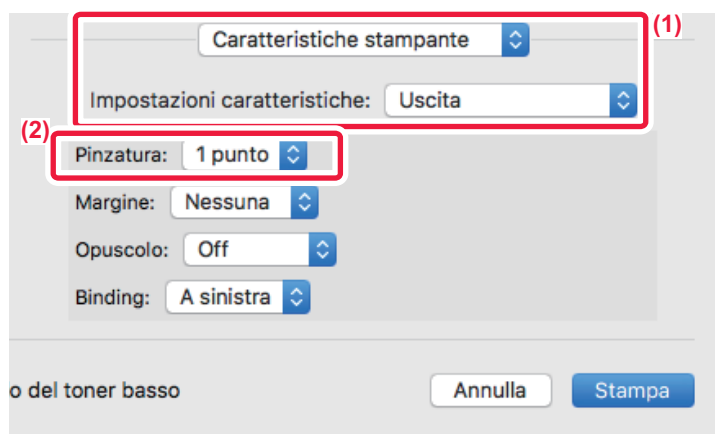 Caratteristiche stampante (1)
Impostazioni caratteristiche: Uscita
(2)
Pinzatura: 1 punto
Margine: Nessuna
Opuscolo: Off
Binding: A sinistra
o del toner basso Annulla Stampa